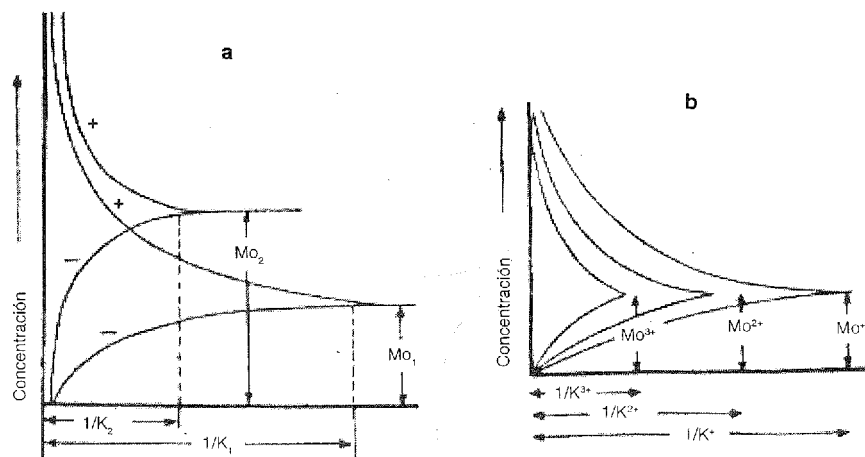 a
+
+
−
−
Concentración
Mo₂
Mo₁
1/K₂
1/K₁
b
Concentración
Mo³⁺
Mo²⁺
Mo⁺
1/K³⁺
1/K²⁺
1/K⁺